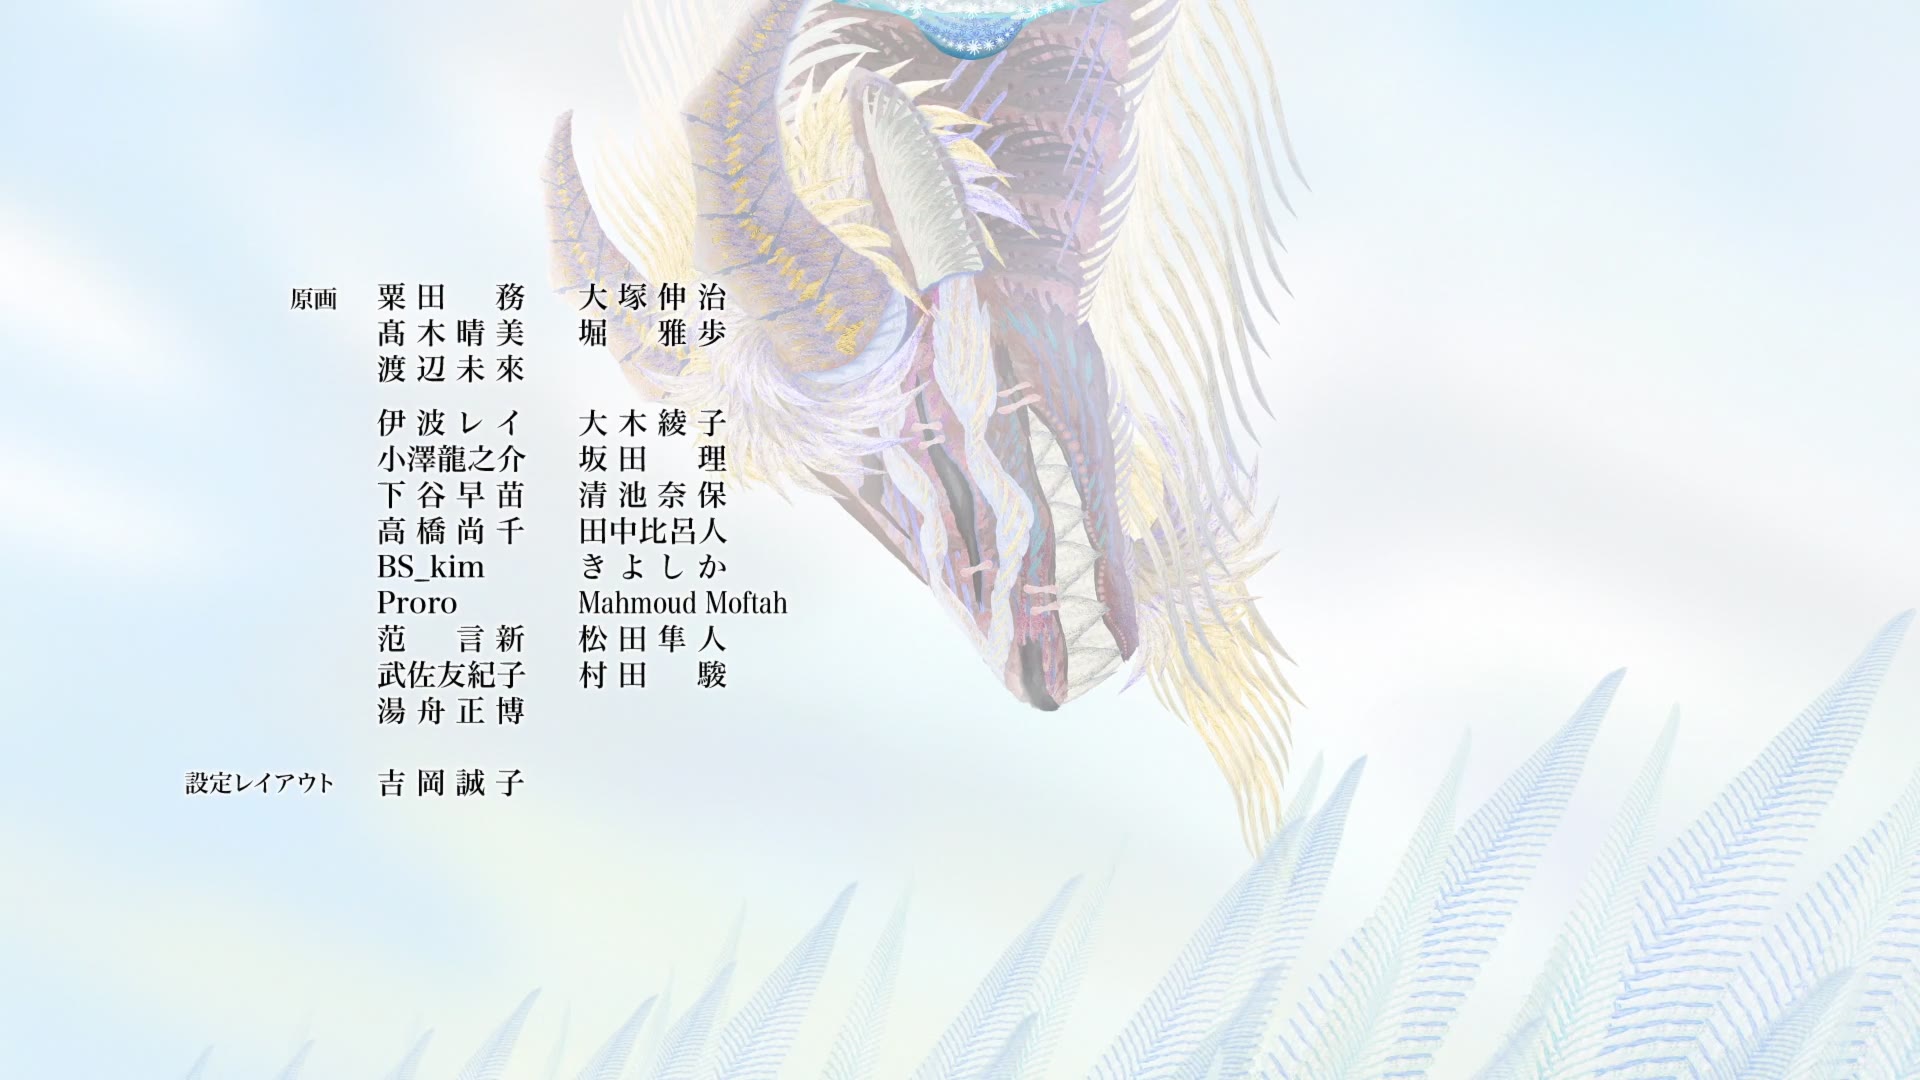 原画 粟田 務 大塚伸治
髙木晴美 堀 雅歩
渡辺未來
伊波レイ 大木綾子
小澤龍之介 坂田 理
下谷早苗 清池奈保
高橋尚千 田中比呂人
BS_kim きよしか
Proro Mahmoud Moftah
范 言新 松田隼人
武佐友紀子 村田 駿
湯舟正博
設定レイアウト 吉岡誠子